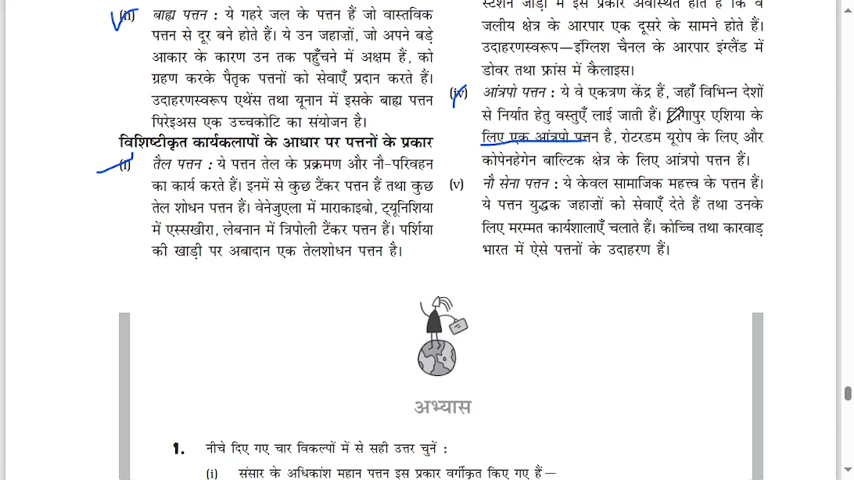 (ii) बाह्य पत्तन : ये गहरे जल के पत्तन हैं जो वास्तविक
पत्तन से दूर बने होते हैं। ये उन जहाज़ों, जो अपने बड़े
आकार के कारण उन तक पहुँचने में अक्षम हैं, को
ग्रहण करके पैतृक पत्तनों को सेवाएँ प्रदान करते हैं।
उदाहरणस्वरूप एथेंस तथा यूनान में इसके बाह्य पत्तन
पिरेइअस एक उच्चकोटि का संयोजन है।
विशिष्टीकृत कार्यकलापों के आधार पर पत्तनों के प्रकार
(i) तैल पत्तन : ये पत्तन तेल के प्रक्रमण और नौ-परिवहन
का कार्य करते हैं। इनमें से कुछ टैंकर पत्तन हैं तथा कुछ
तेल शोधन पत्तन हैं। वेनेजुएला में माराकाइबो, ट्यूनिशिया
में एस्सखीरा, लेबनान में त्रिपोली टैंकर पत्तन हैं। पर्शिया
की खाड़ी पर अबादान एक तेलशोधन पत्तन है।
स्टेशन जोड़ों में इस प्रकार अवस्थित होते हैं कि वे
जलीय क्षेत्र के आरपार एक दूसरे के सामने होते हैं।
उदाहरणस्वरूप—इंग्लिश चैनल के आरपार इंग्लैंड में
डोवर तथा फ्रांस में कैलाइस।
(iv) आंत्रपो पत्तन : ये वे एकत्रण केंद्र हैं, जहाँ विभिन्न देशों
से निर्यात हेतु वस्तुएँ लाई जाती हैं। सिंगापुर एशिया के
लिए एक आंत्रपो पत्तन है, रोटरडम यूरोप के लिए और
कोपेनहेगेन बाल्टिक क्षेत्र के लिए आंत्रपो पत्तन हैं।
(v) नौ सेना पत्तन : ये केवल सामाजिक महत्त्व के पत्तन हैं।
ये पत्तन युद्धक जहाजों को सेवाएँ देते हैं तथा उनके
लिए मरम्मत कार्यशालाएँ चलाते हैं। कोच्चि तथा कारवाड़
भारत में ऐसे पत्तनों के उदाहरण हैं।
अभ्यास
1. नीचे दिए गए चार विकल्पों में से सही उत्तर चुनें :
(i) संसार के अधिकांश महान पत्तन इस प्रकार वर्गीकृत किए गए हैं—